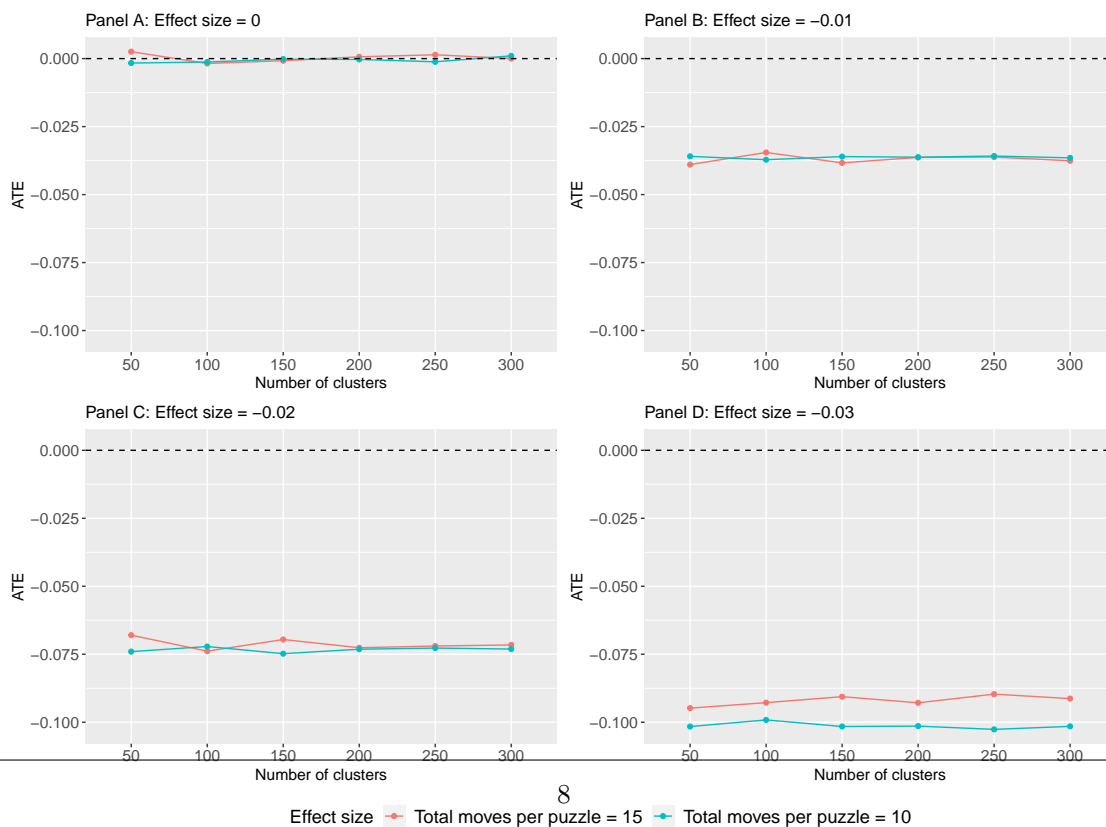 Panel A: Effect size = 0
0.000
−0.025
−0.050
−0.075
−0.100
ATE
50 100 150 200 250 300
Number of clusters
Panel B: Effect size = −0.01
0.000
−0.025
−0.050
−0.075
−0.100
ATE
50 100 150 200 250 300
Number of clusters
Panel C: Effect size = −0.02
0.000
−0.025
−0.050
−0.075
−0.100
ATE
50 100 150 200 250 300
Number of clusters
Panel D: Effect size = −0.03
0.000
−0.025
−0.050
−0.075
−0.100
ATE
50 100 150 200 250 300
Number of clusters
8
Effect size Total moves per puzzle = 15 Total moves per puzzle = 10